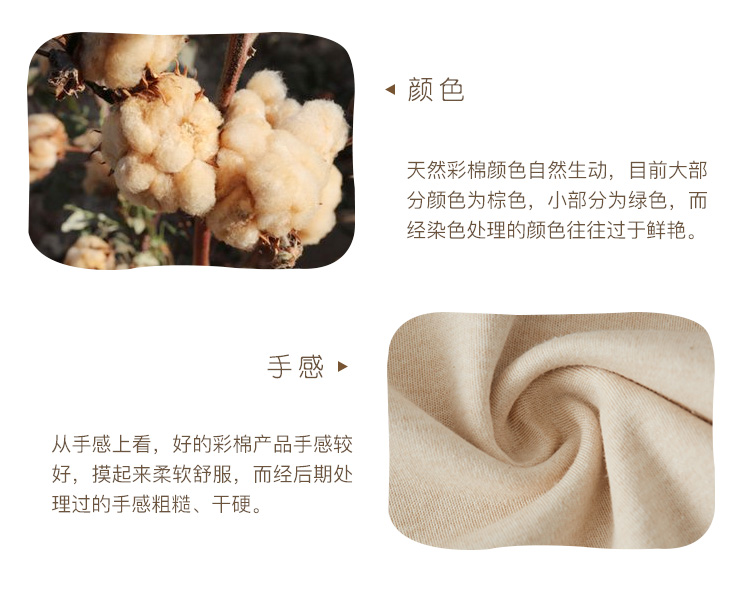 颜色
天然彩棉颜色自然生动，目前大部
分颜色为棕色，小部分为绿色，而
经染色处理的颜色往往过于鲜艳。
手感
从手感上看，好的彩棉产品手感较
好，摸起来柔软舒服，而经后期处
理过的手感粗糙、干硬。